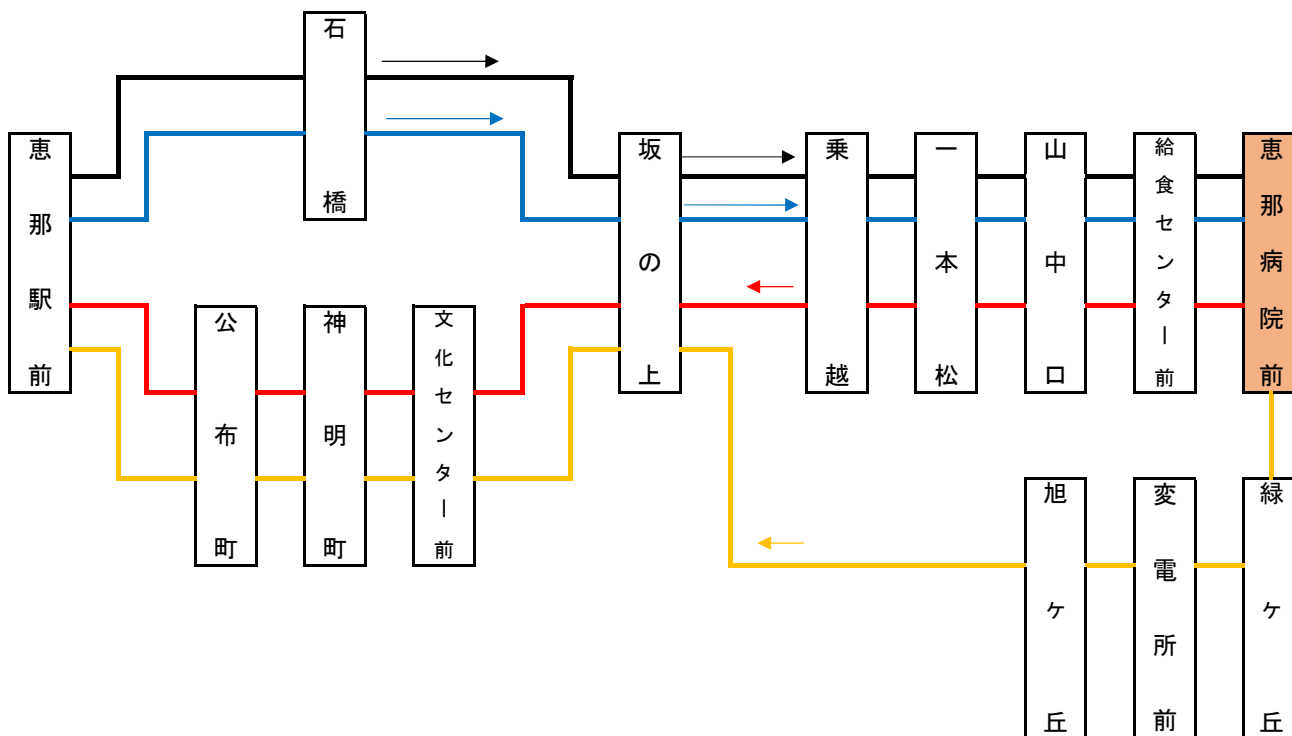 恵那駅前
石橋
公布町
神明町
文化センター前
坂の上
乗越
一本松
山中口
給食センター前
恵那病院前
旭ヶ丘
変電所前
緑ヶ丘